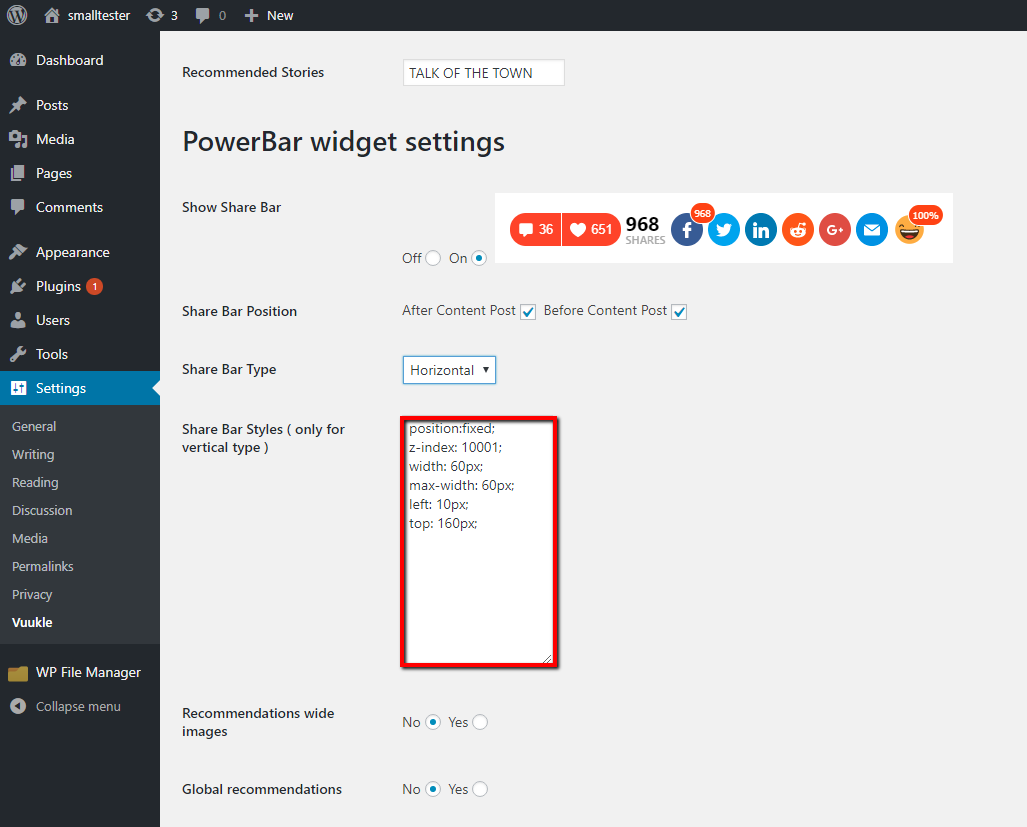 smalltester 3 0 New
Dashboard
Posts
Media
Pages
Comments
Appearance
Plugins 1
Users
Tools
Settings
General
Writing
Reading
Discussion
Media
Permalinks
Privacy
Vuukle
WP File Manager
Collapse menu
Recommended Stories TALK OF THE TOWN
PowerBar widget settings
Show Share Bar
36 651 968 SHARES 968 100%
Off On
Share Bar Position After Content Post Before Content Post
Share Bar Type Horizontal
Share Bar Styles ( only for
vertical type )
position:fixed;
z-index: 10001;
width: 60px;
max-width: 60px;
left: 10px;
top: 160px;
Recommendations wide
images
No Yes
Global recommendations No Yes